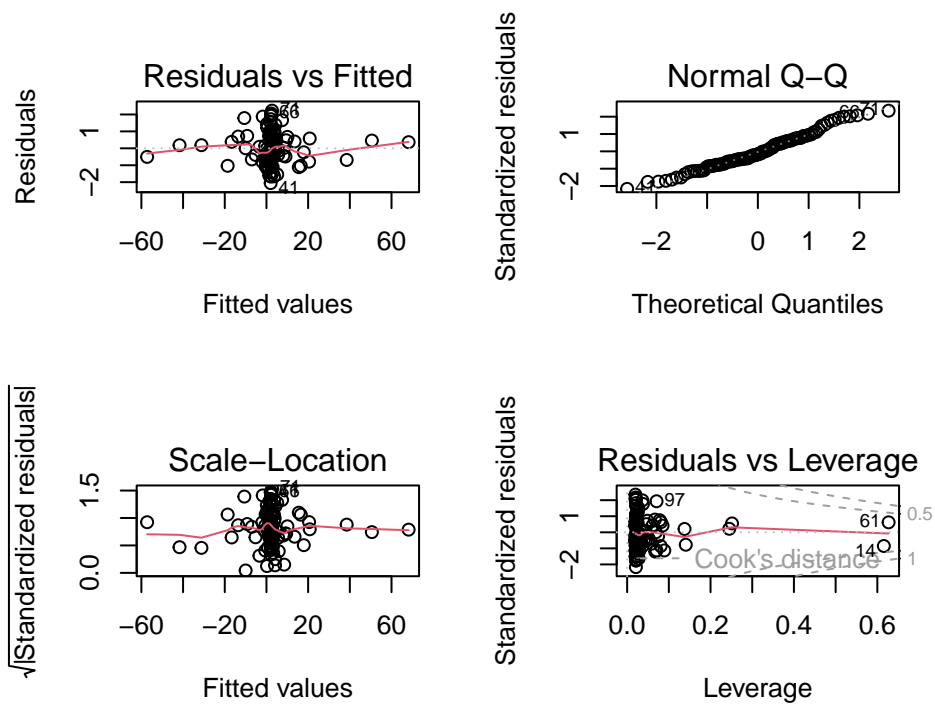 Residuals vs Fitted
Residuals
1
−2
71
66
41
−60
−20
20
60
Fitted values
Normal Q−Q
Standardized residuals
1
−2
66
71
41
−2
0
1
2
Theoretical Quantiles
Scale−Location
√|Standardized residuals|
1.5
0.0
71
41
66
−60
−20
20
60
Fitted values
Residuals vs Leverage
Standardized residuals
1
−2
97
61
14
Cook's distance
0.5
1
0.0
0.2
0.4
0.6
Leverage